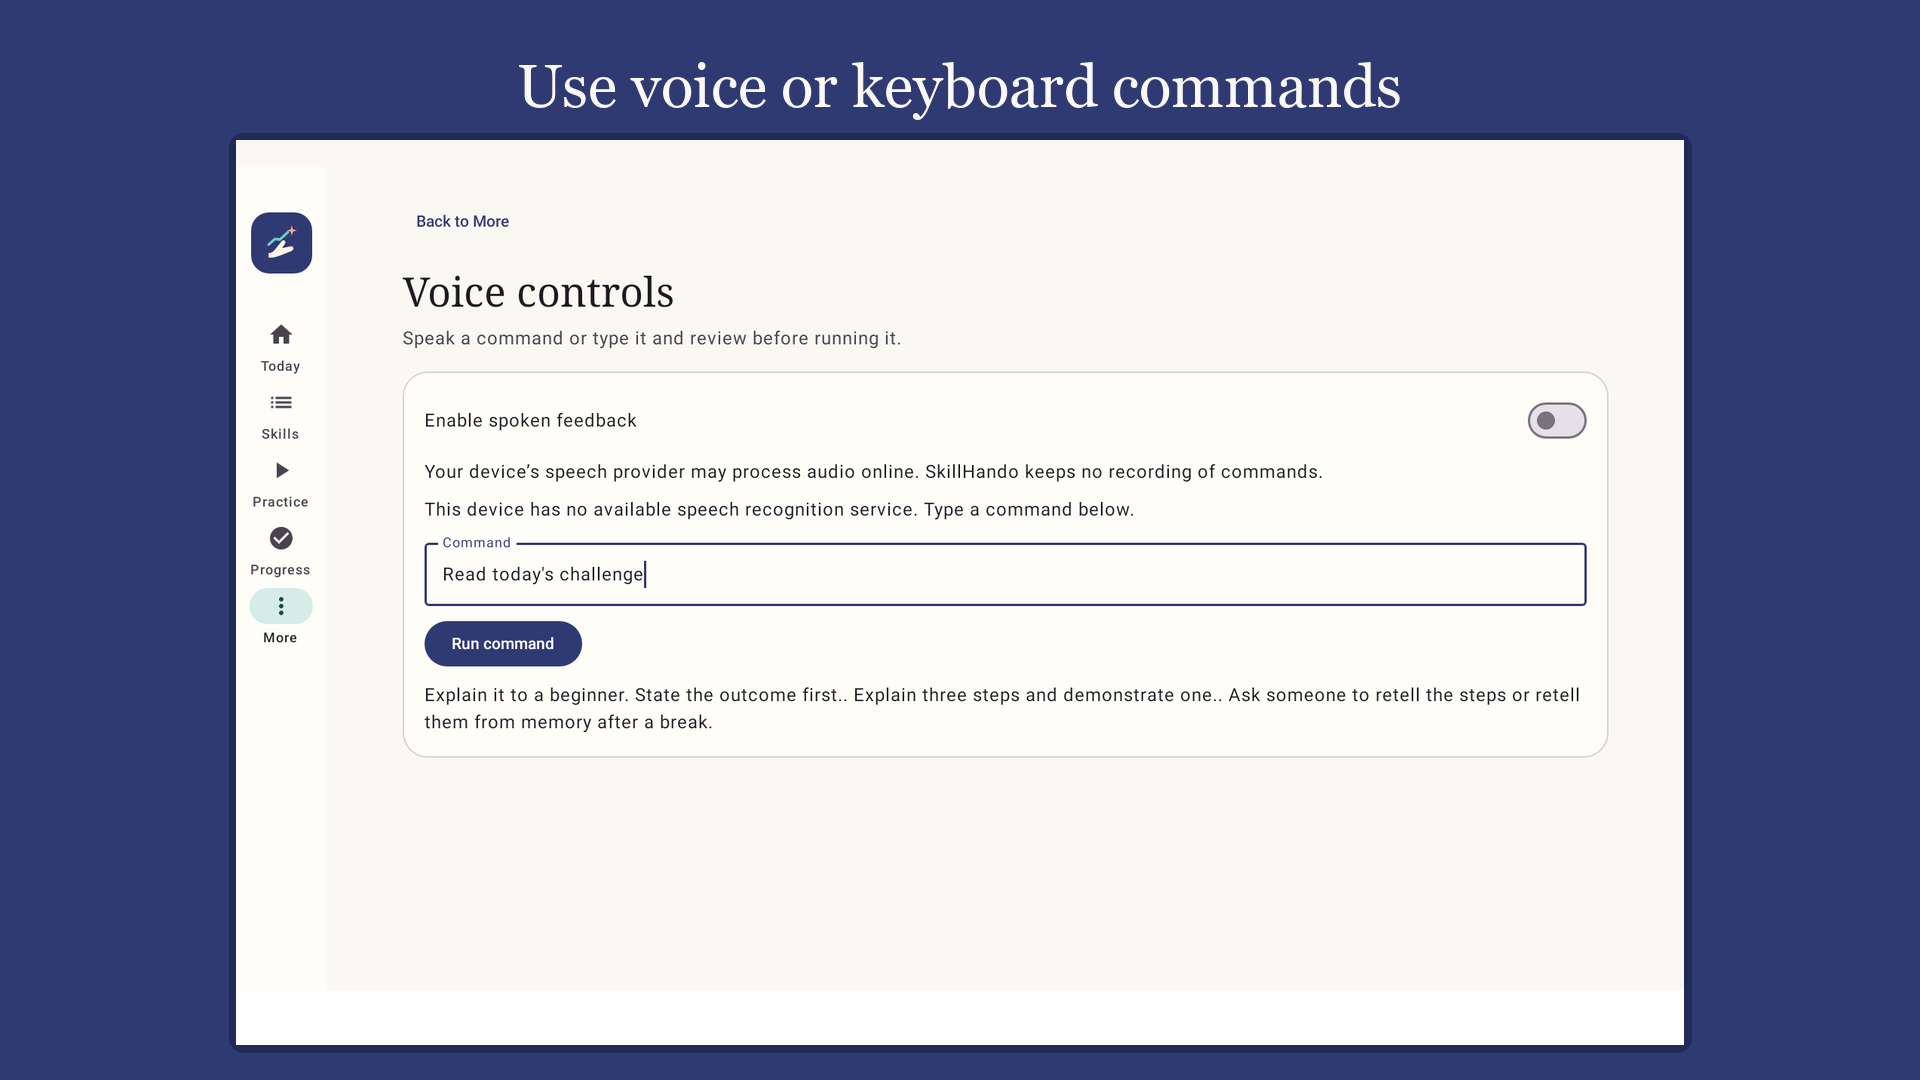 Use voice or keyboard commands
Back to More
Voice controls
Speak a command or type it and review before running it.
Today
Skills
Practice
Progress
More
Enable spoken feedback
Your device’s speech provider may process audio online. SkillHando keeps no recording of commands.
This device has no available speech recognition service. Type a command below.
Command
Read today's challenge
Run command
Explain it to a beginner. State the outcome first.. Explain three steps and demonstrate one.. Ask someone to retell the steps or retell
them from memory after a break.